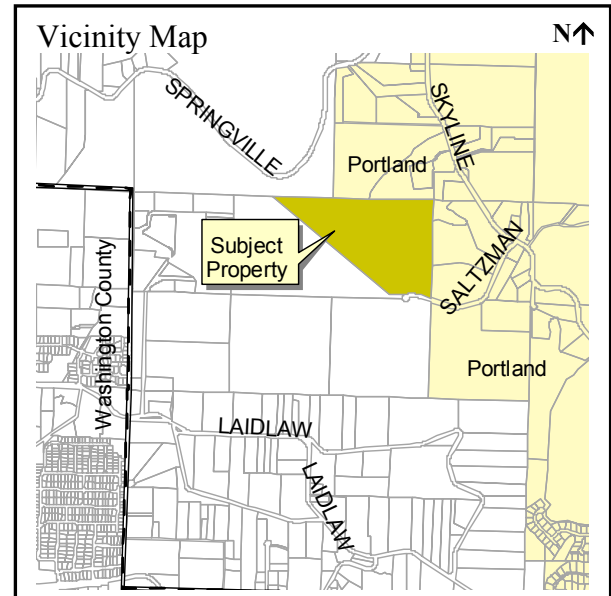 Vicinity Map
N↑
SPRINGVILLE
SKYLINE
Portland
Subject
Property
SALTZMAN
Washington County
Portland
LAIDLAW
LAIDLAW